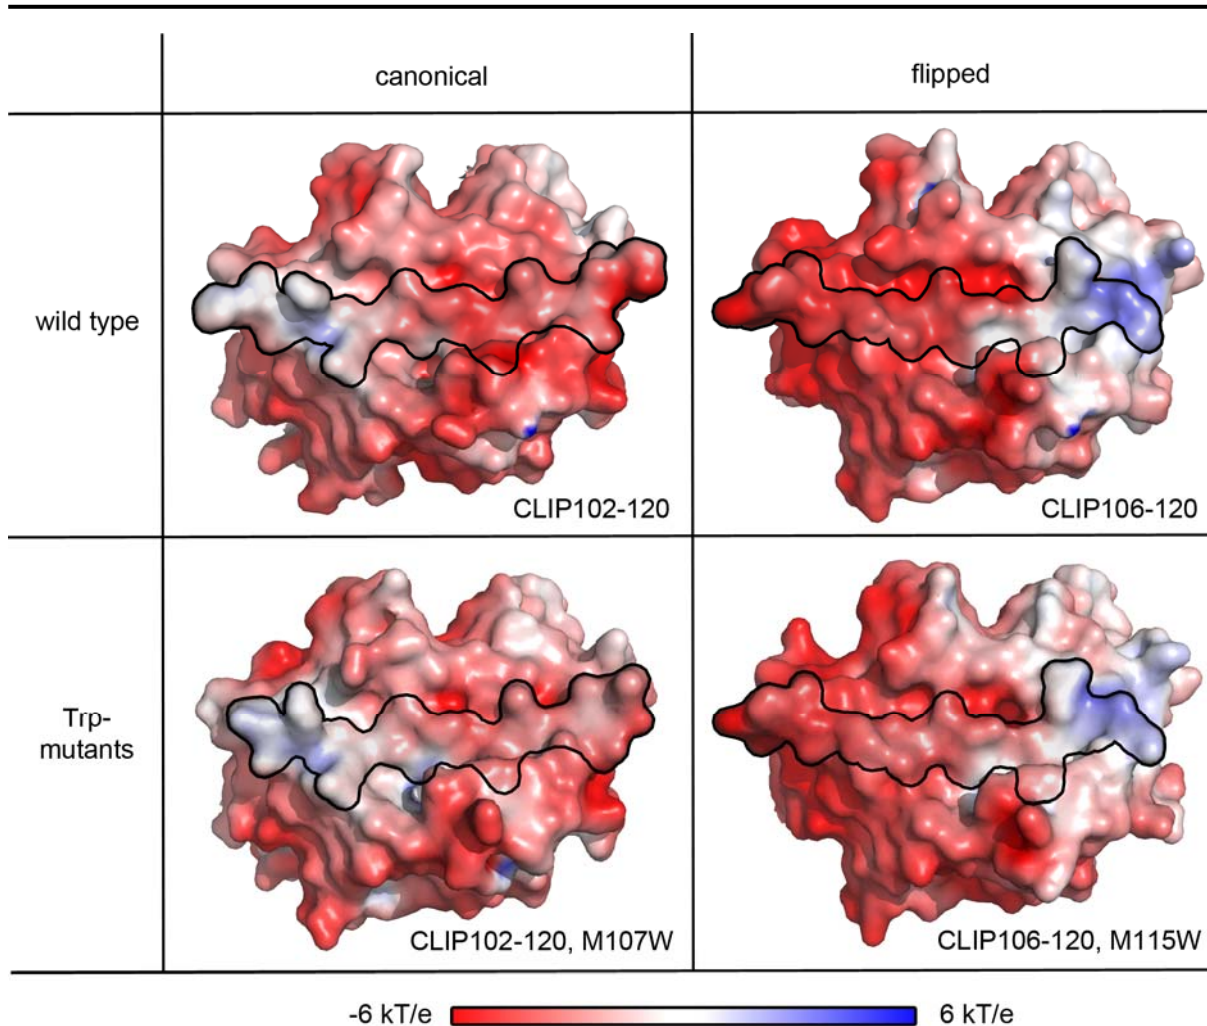 canonical
flipped
wild type
CLIP102-120
CLIP106-120
Trp-
mutants
CLIP102-120, M107W
CLIP106-120, M115W
-6 kT/e
6 kT/e